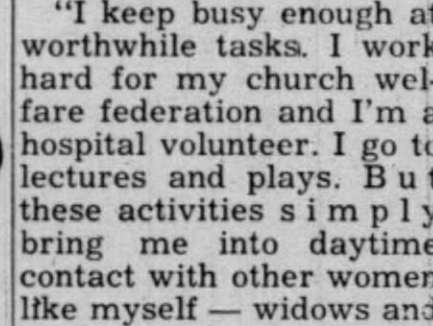 "I keep busy enough at
worthwhile tasks. I work
hard for my church wel-
fare federation and I'm a
hospital volunteer. I go to
lectures and plays. But
these activities simply
bring me into daytime
contact with other women
like myself — widows and